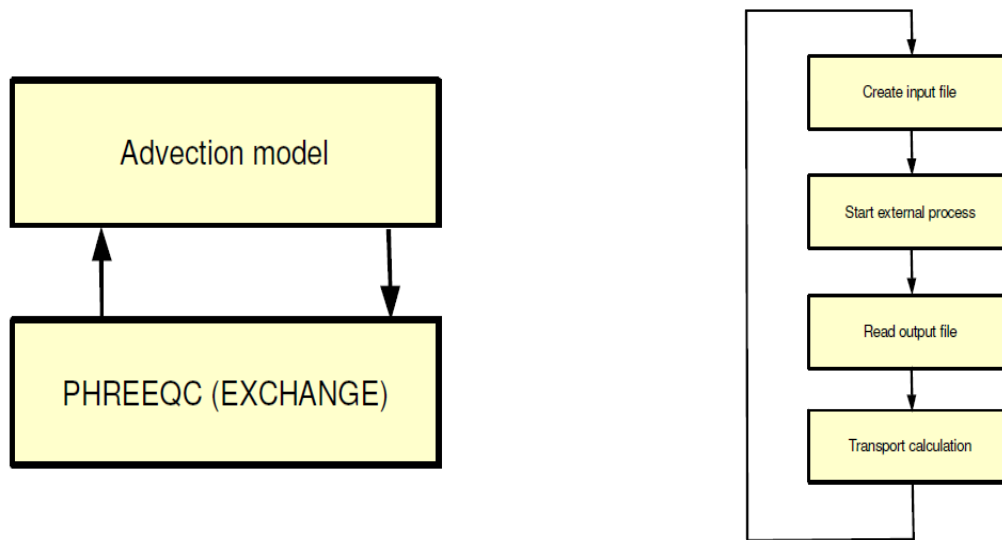 Advection model
PHREEQC (EXCHANGE)
Create input file
Start external process
Read output file
Transport calculation